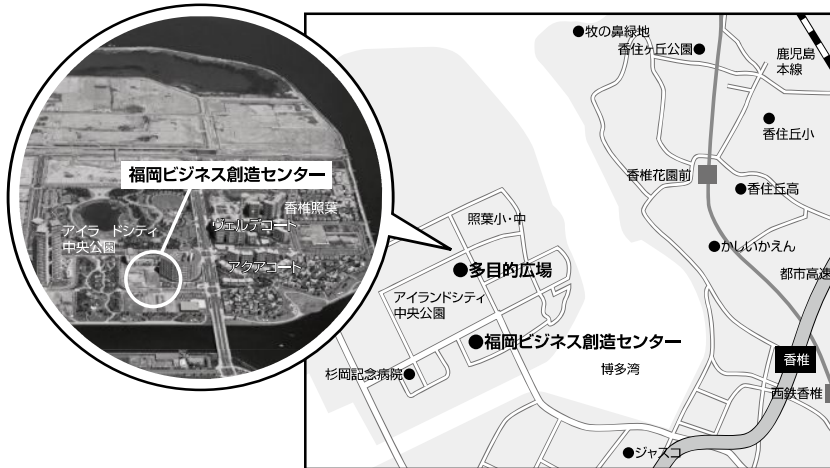 福岡ビジネス創造センター
香椎照葉
ヴェルデコート
アイランドシティ
中央公園
アクアコート
牧の鼻緑地
香住ヶ丘公園
鹿児島
本線
香住丘小
香椎花園前
香住丘高
照葉小・中
かしいかえん
多目的広場
都市高速
アイランドシティ
中央公園
福岡ビジネス創造センター
香椎
博多湾
杉岡記念病院
西鉄香椎
ジャスコ